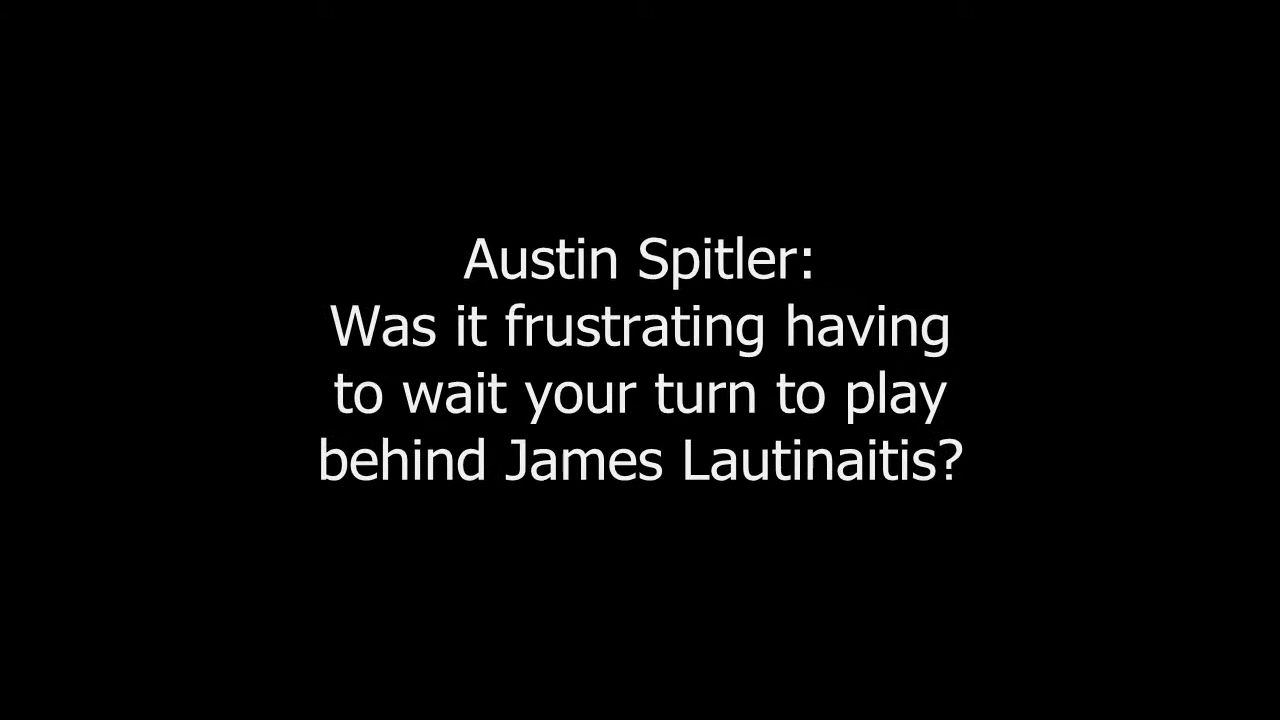 Austin Spitler:
Was it frustrating having
to wait your turn to play
behind James Lautinaitis?